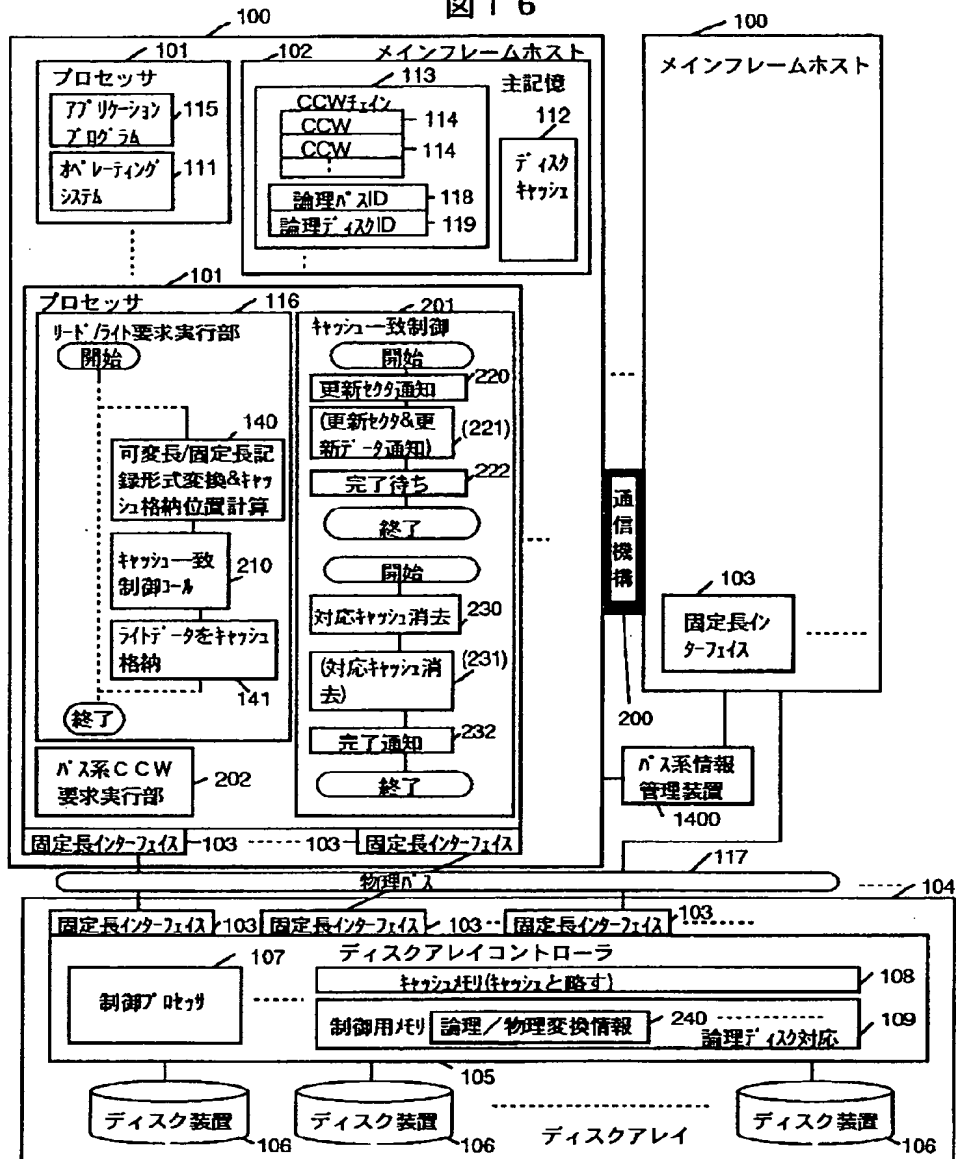 図１６
100
100
メインフレームホスト
101
プロセッサ
アプリケーション
プログラム
115
オペレーティング
システム
111
102
113
CCWチェイン
CCW
114
CCW
114
論理パスID
118
論理ディスクID
119
主記憶
112
ディスク
キャッシュ
メインフレームホスト
101
プロセッサ
116
リード/ライト要求実行部
開始
140
可変長/固定長記
録形式変換&キャッ
シュ格納位置計算
キャッシュ一致
制御コール
210
ライトデータをキャッシュ
格納
141
終了
パス系CCW
要求実行部
202
201
キャッシュ一致制御
開始
更新セクタ通知
220
(更新セクタ&更
新データ通知)
(221)
完了待ち
222
終了
開始
対応キャッシュ消去
230
(対応キャッシュ消
去)
(231)
完了通知
232
終了
通信機構
200
103
固定長イン
ターフェイス
パス系情報
管理装置
1400
固定長インターフェイス
103
103
固定長インターフェイス
117
物理パス
104
固定長インターフェイス
103
固定長インターフェイス
103
固定長インターフェイス
103
ディスクアレイコントローラ
107
制御プロセッサ
キャッシュメモリ(キャッシュと略す)
108
制御用メモリ
論理／物理変換情報
240
論理ディスク対応
109
105
ディスク装置
106
ディスク装置
106
ディスクアレイ
ディスク装置
106